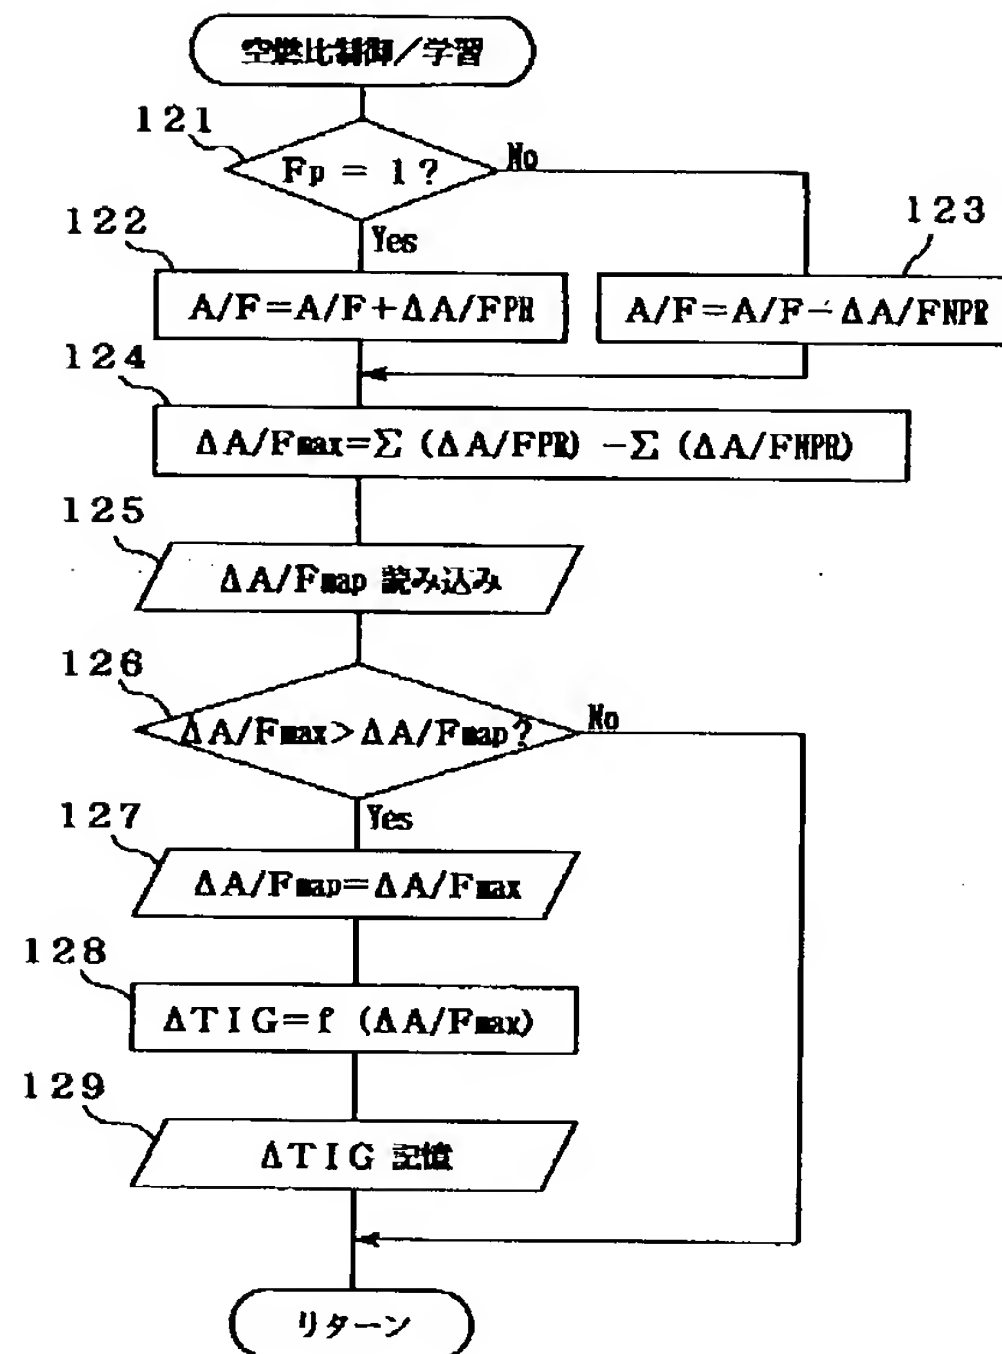 空燃比制御／学習
121
Fp = 1?
No
Yes
122
A/F=A/F+ΔA/FPR
123
A/F=A/F-ΔA/FNPR
124
ΔA/Fmax=Σ(ΔA/FPR)-Σ(ΔA/FNPR)
125
ΔA/Fmap 読み込み
126
ΔA/Fmax>ΔA/Fmap?
No
Yes
127
ΔA/Fmap=ΔA/Fmax
128
ΔTIG=f(ΔA/Fmax)
129
ΔTIG 記憶
リターン